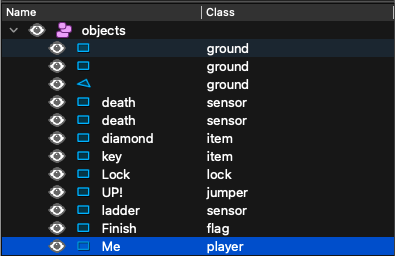 Name Class
objects
ground
ground
ground
death sensor
death sensor
diamond item
key item
Lock lock
UP! jumper
ladder sensor
Finish flag
Me player